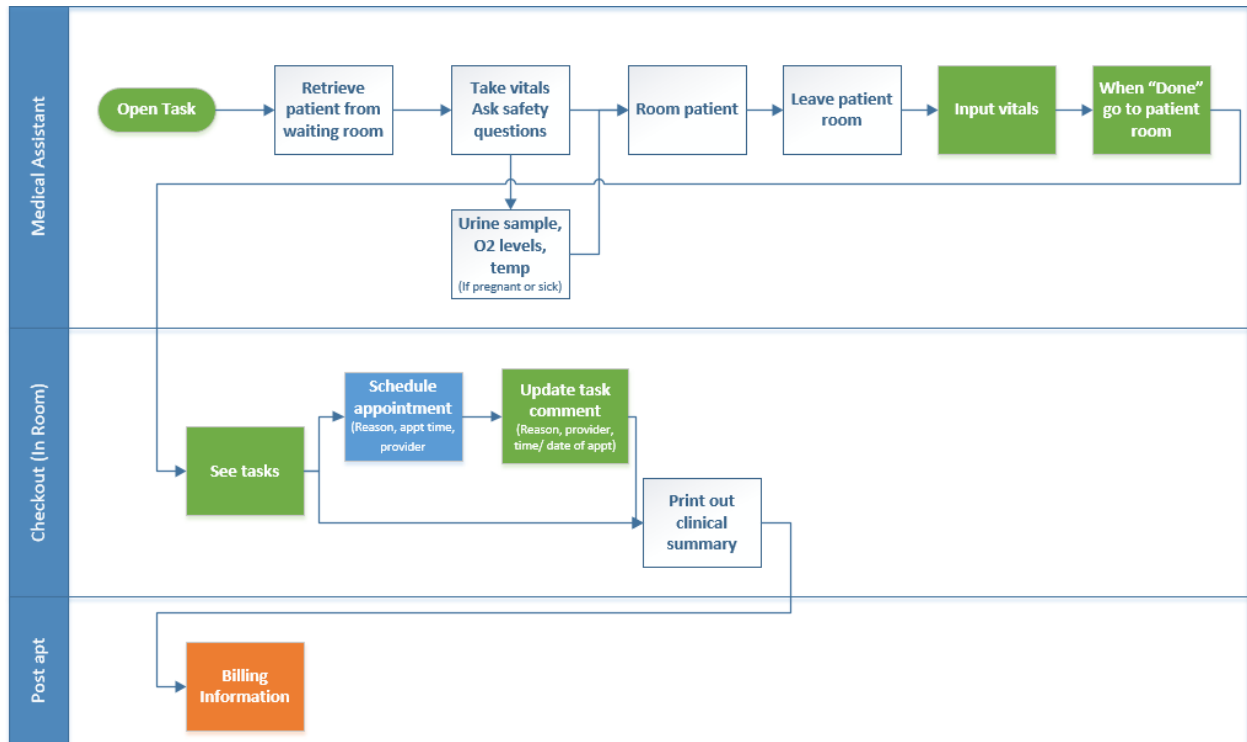 Medical Assistant
Open Task
Retrieve
patient from
waiting room
Take vitals
Ask safety
questions
Room patient
Leave patient
room
Input vitals
When “Done”
go to patient
room
Urine sample,
O2 levels,
temp
(If pregnant or sick)
Checkout (In Room)
See tasks
Schedule
appointment
(Reason, appt time,
provider
Update task
comment
(Reason, provider,
time/ date of appt)
Print out
clinical
summary
Post apt
Billing
Information